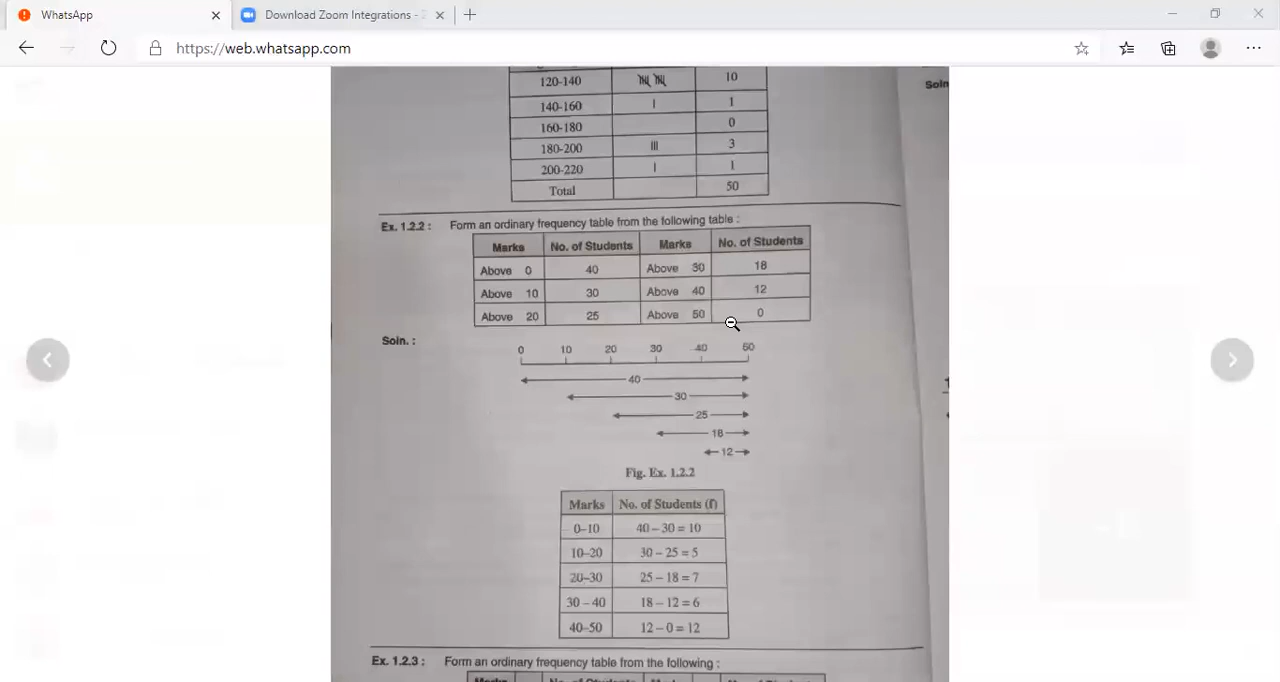 WhatsApp
Download Zoom Integrations -
https://web.whatsapp.com
120-140 10
140-160 1
160-180 0
180-200 3
200-220 1
Total 50
Soln
Ex. 1.2.2 : Form an ordinary frequency table from the following table :
Marks No. of Students Marks No. of Students
Above 0 40 Above 30 18
Above 10 30 Above 40 12
Above 20 25 Above 50 0
Soln. :
0 10 20 30 40 50
40
30
25
18
12
Fig. Ex. 1.2.2
Marks No. of Students (f)
0–10 40 – 30 = 10
10–20 30 – 25 = 5
20–30 25 – 18 = 7
30 – 40 18 – 12 = 6
40–50 12 – 0 = 12
Ex. 1.2.3 : Form an ordinary frequency table from the following :